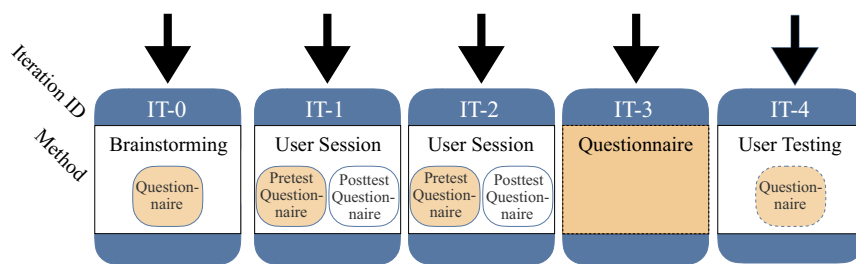 Iteration ID
IT-0
IT-1
IT-2
IT-3
IT-4
Method
Brainstorming
User Session
User Session
Questionnaire
User Testing
Question-
naire
Pretest
Question-
naire
Posttest
Question-
naire
Pretest
Question-
naire
Posttest
Question-
naire
Question-
naire